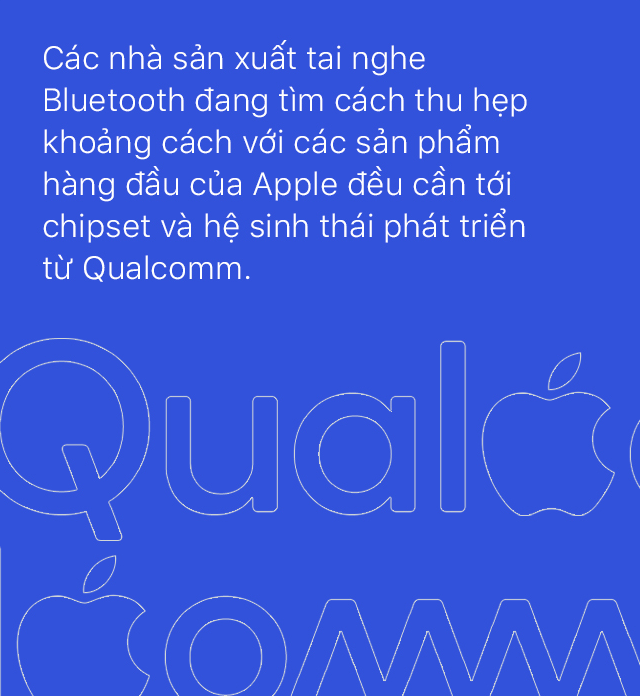 Các nhà sản xuất tai nghe
Bluetooth đang tìm cách thu hẹp
khoảng cách với các sản phẩm
hàng đầu của Apple đều cần tới
chipset và hệ sinh thái phát triển
từ Qualcomm.
Qual
omm